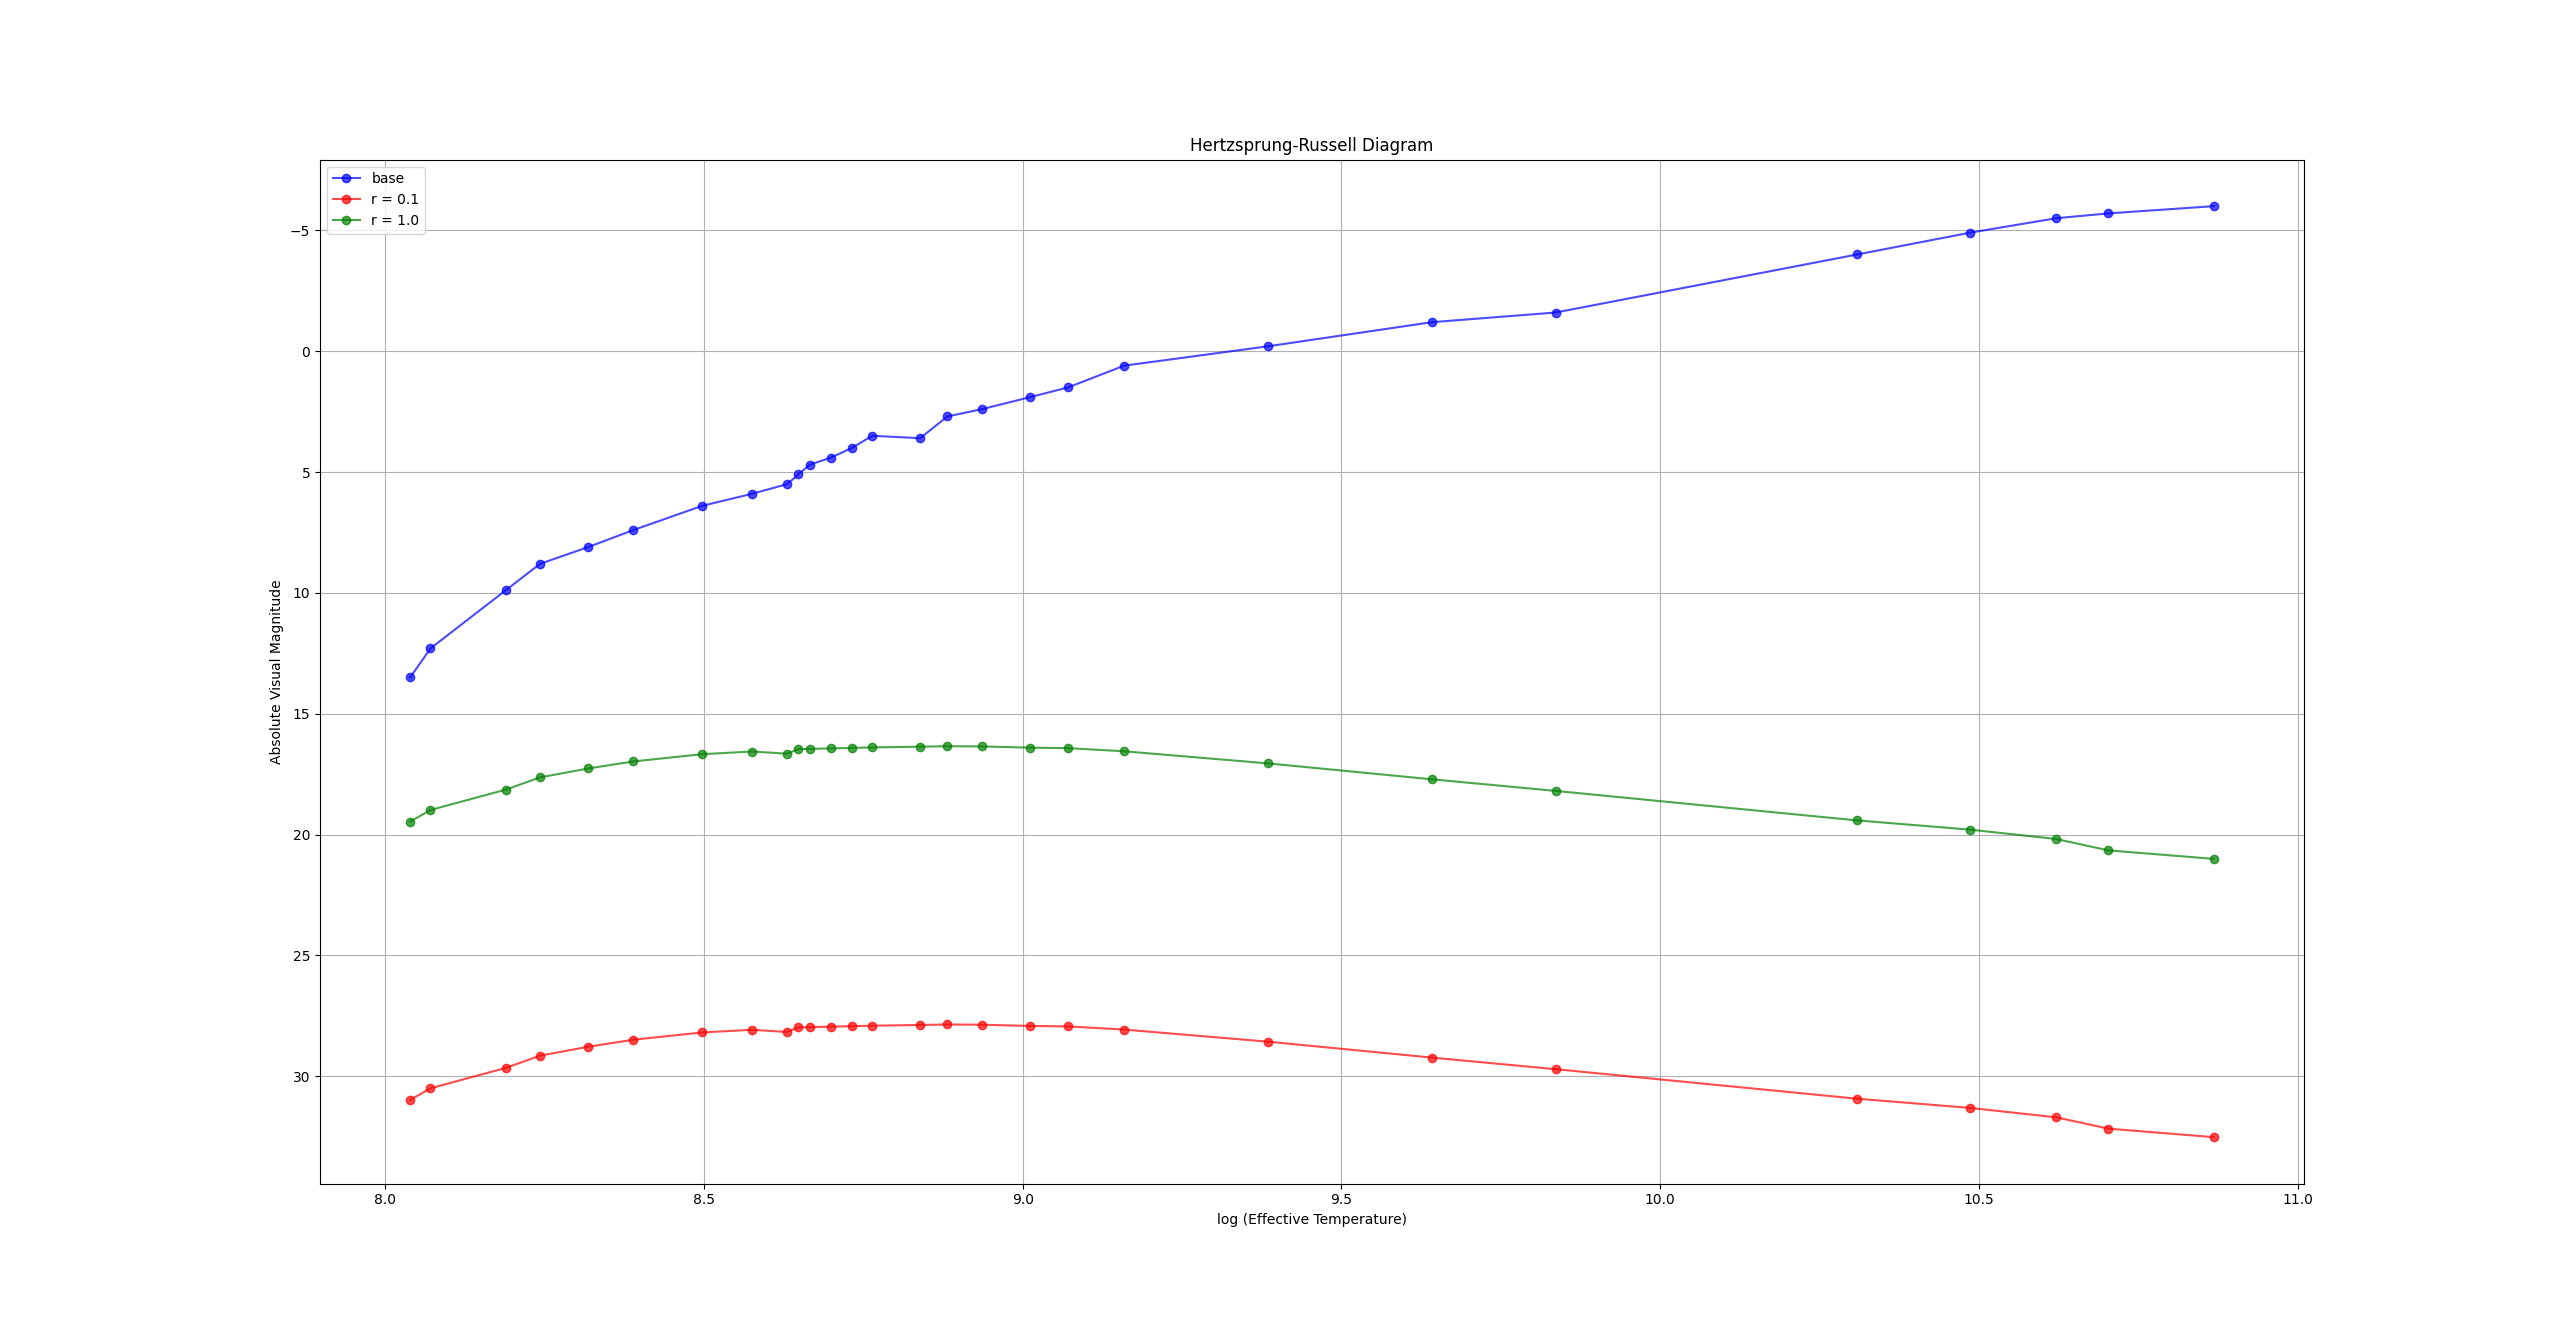 Hertzsprung-Russell Diagram
base
r = 0.1
r = 1.0
Absolute Visual Magnitude
−5
0
5
10
15
20
25
30
8.0 8.5 9.0 9.5 10.0 10.5 11.0
log (Effective Temperature)